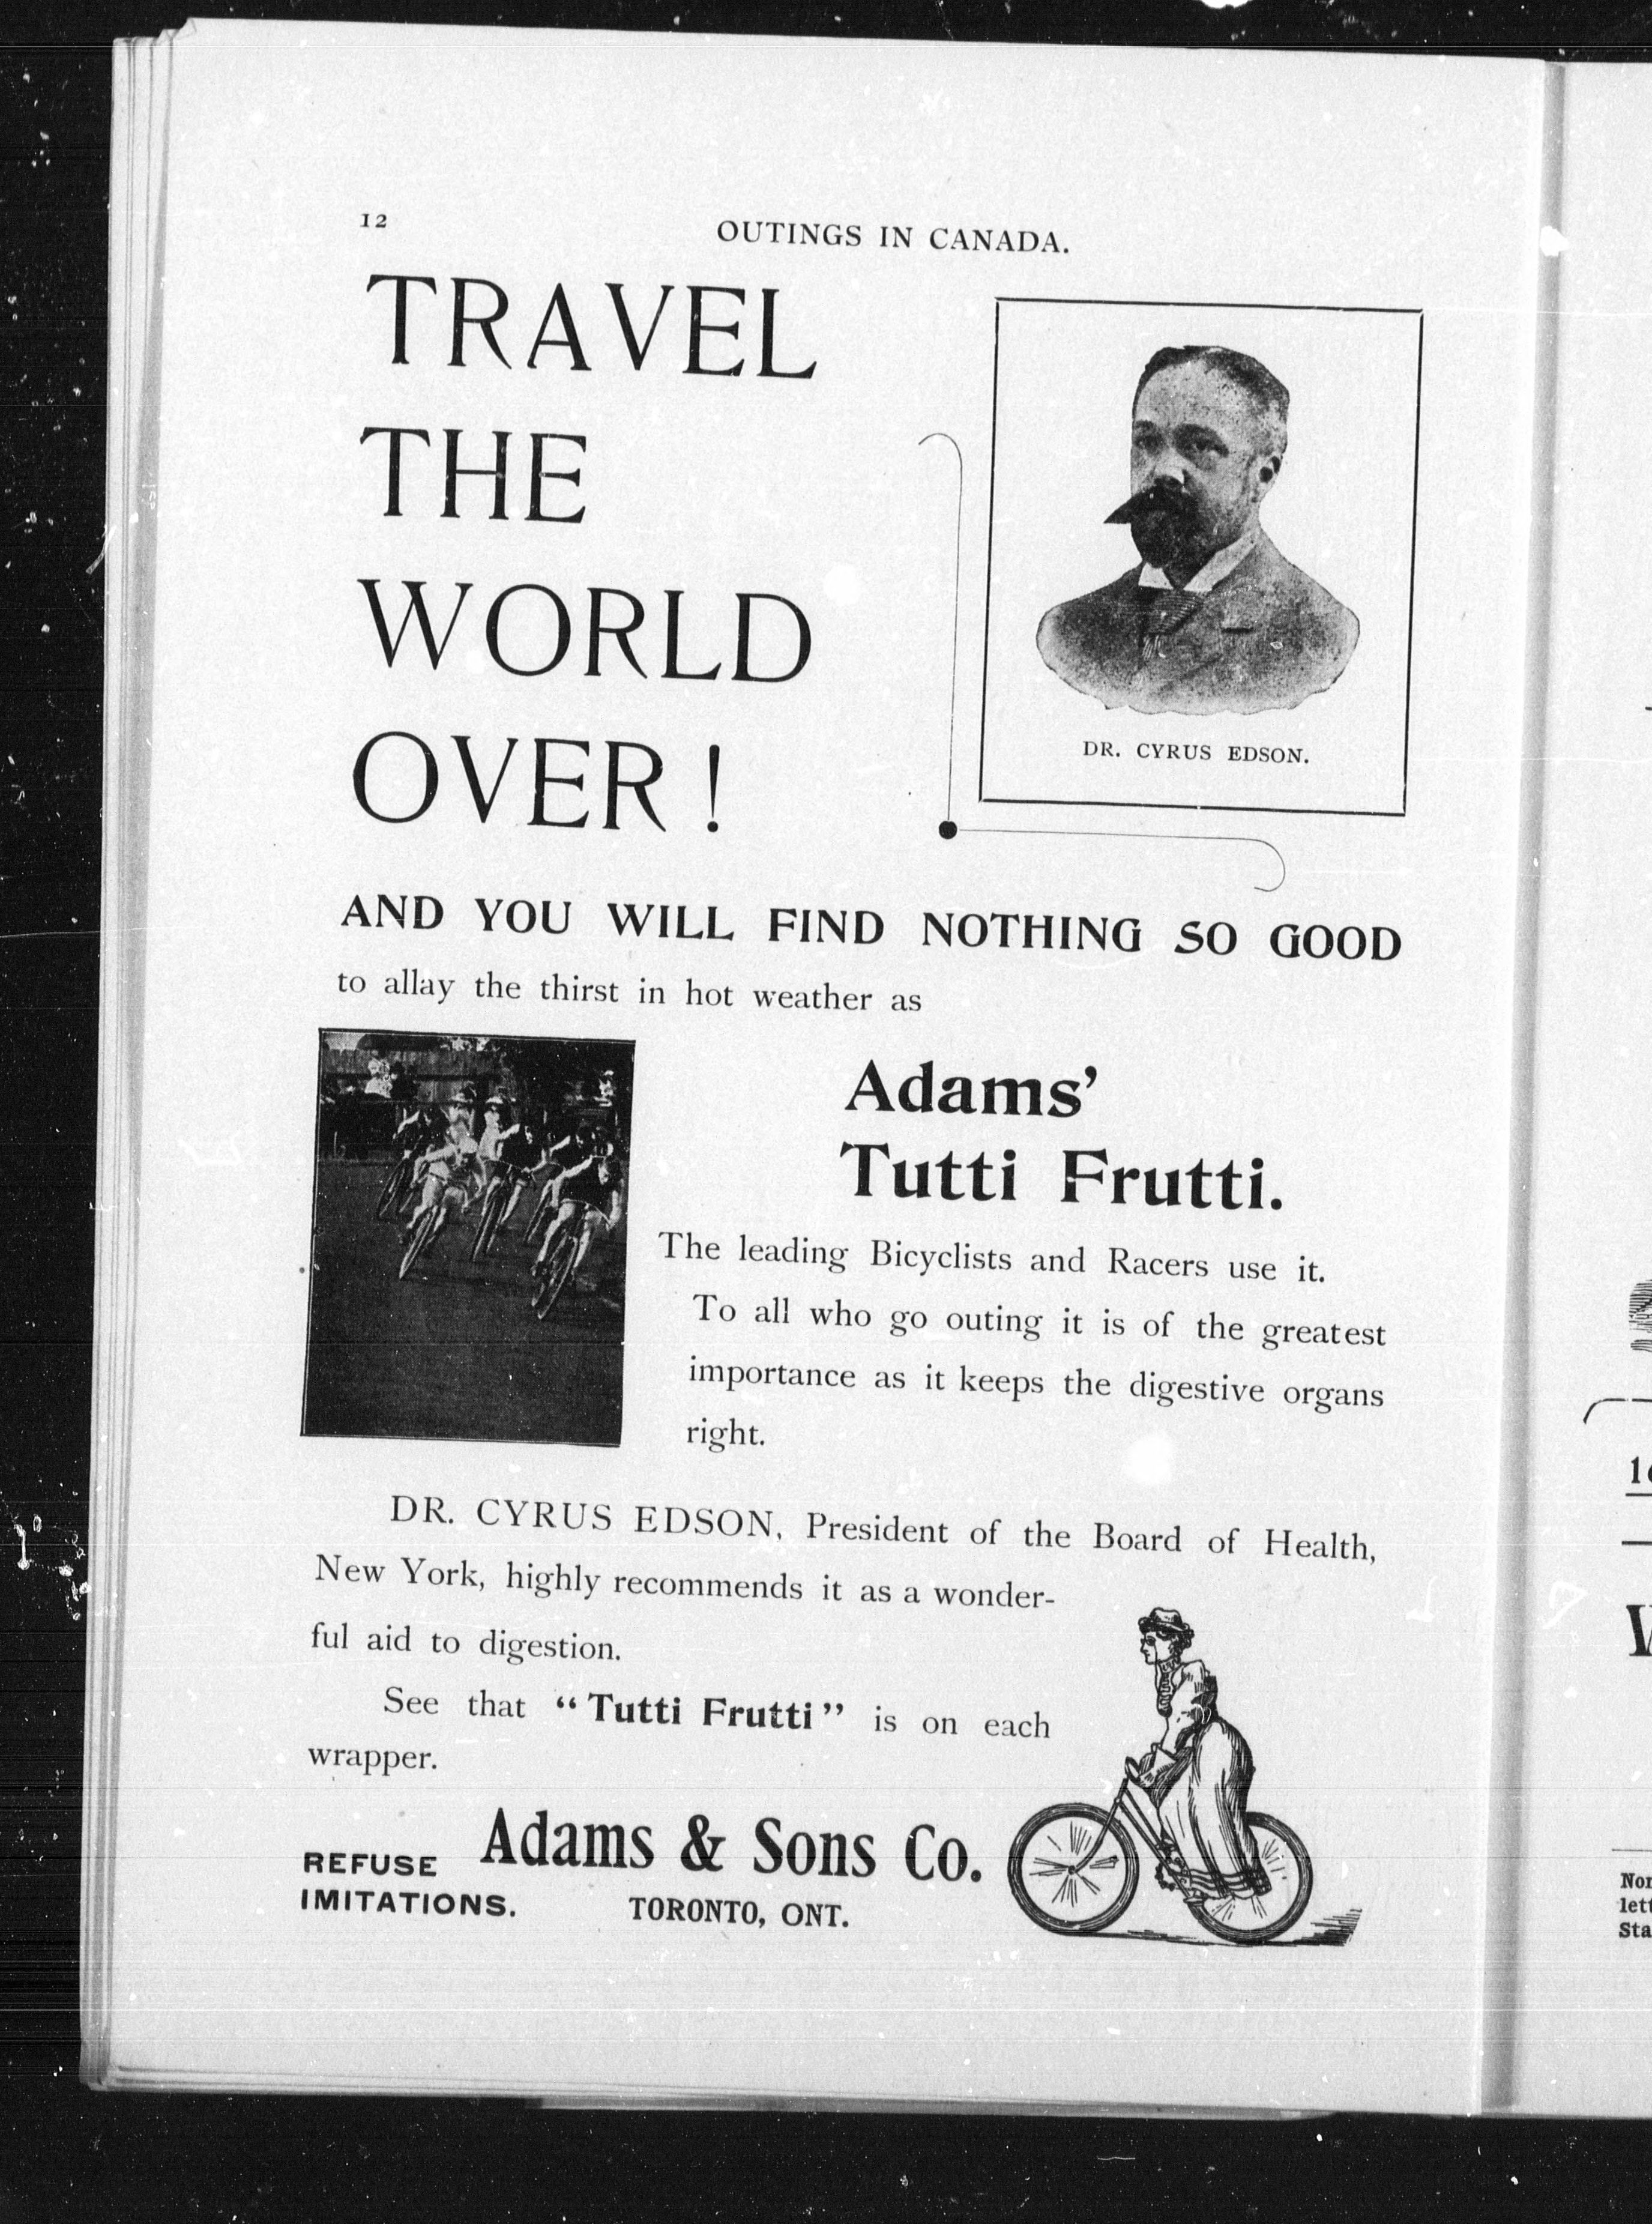 12
OUTINGS IN CANADA.
TRAVEL
THE
WORLD
OVER!
DR. CYRUS EDSON.
AND YOU WILL FIND NOTHING SO GOOD
to allay the thirst in hot weather as
Adams'
Tutti Frutti.
The leading Bicyclists and Racers use it.
To all who go outing it is of the greatest
importance as it keeps the digestive organs
right.
DR. CYRUS EDSON, President of the Board of Health,
New York, highly recommends it as a wonder-
ful aid to digestion.
See that "Tutti Frutti" is on each
wrapper.
REFUSE
IMITATIONS.
Adams & Sons Co.
TORONTO, ONT.